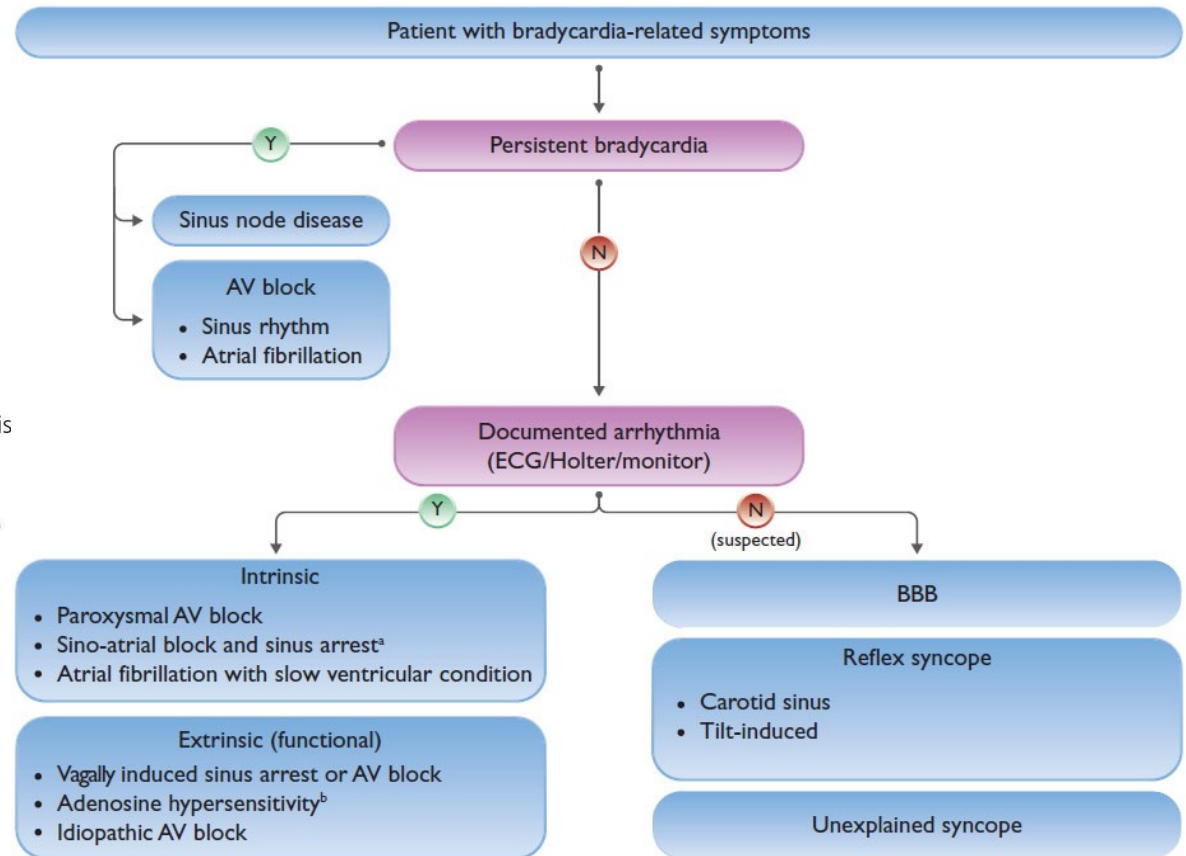 Patient with bradycardia-related symptoms
Y
Persistent bradycardia
Sinus node disease
N
AV block
• Sinus rhythm
• Atrial fibrillation
is
Documented arrhythmia
(ECG/Holter/monitor)
Y
N
(suspected)
Intrinsic
• Paroxysmal AV block
• Sino-atrial block and sinus arrestᵃ
• Atrial fibrillation with slow ventricular condition
Extrinsic (functional)
• Vagally induced sinus arrest or AV block
• Adenosine hypersensitivityᵇ
• Idiopathic AV block
BBB
Reflex syncope
• Carotid sinus
• Tilt-induced
Unexplained syncope